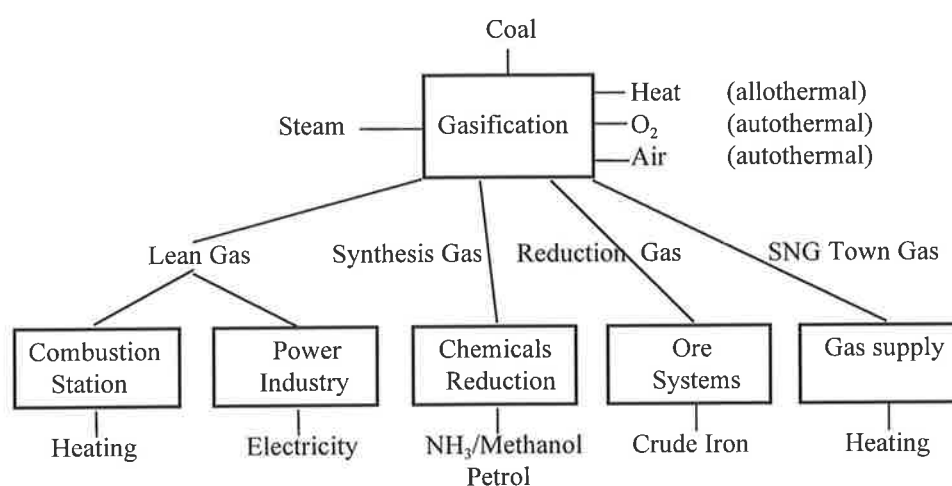 Coal
Heat (allothermal)
Steam Gasification O₂ (autothermal)
Air (autothermal)
Lean Gas Synthesis Gas Reduction Gas SNG Town Gas
Combustion Station
Power Industry
Chemicals Reduction
Ore Systems
Gas supply
Heating
Electricity
NH₃/Methanol
Petrol
Crude Iron
Heating